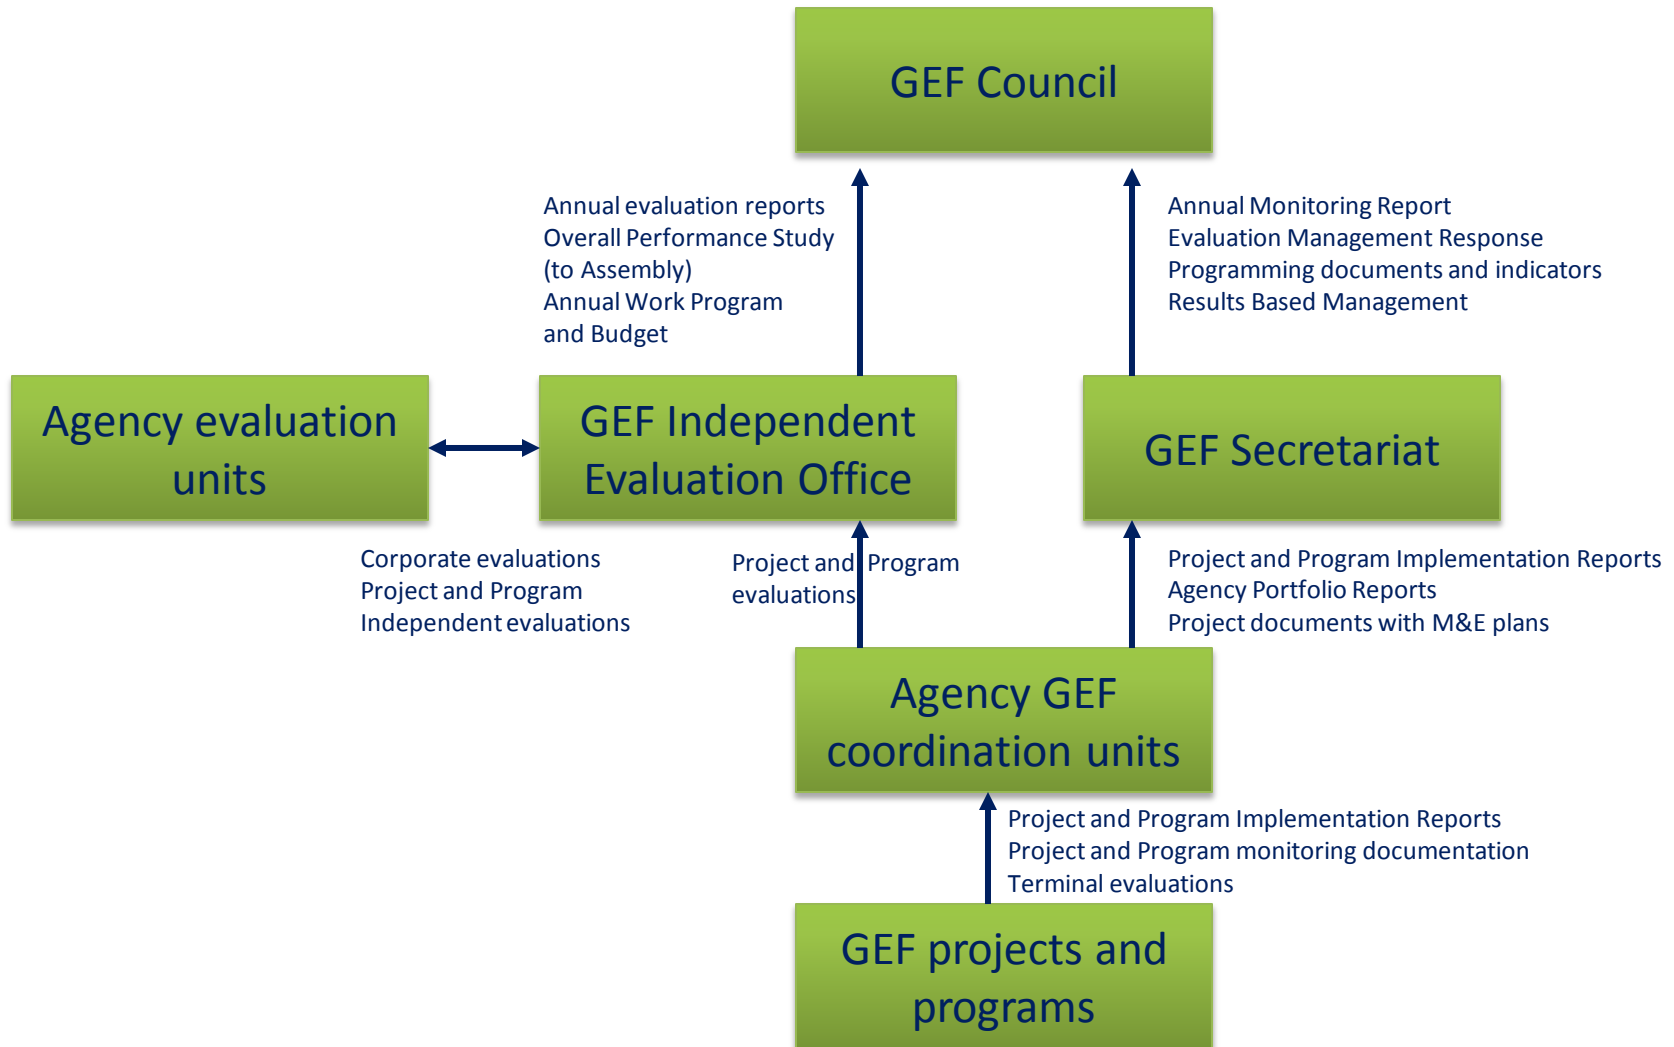 GEF Council
Annual evaluation reports
Overall Performance Study
(to Assembly)
Annual Work Program
and Budget
Annual Monitoring Report
Evaluation Management Response
Programming documents and indicators
Results Based Management
Agency evaluation
units
GEF Independent
Evaluation Office
GEF Secretariat
Corporate evaluations
Project and Program
Independent evaluations
Project and Program
evaluations
Project and Program Implementation Reports
Agency Portfolio Reports
Project documents with M&E plans
Agency GEF
coordination units
Project and Program Implementation Reports
Project and Program monitoring documentation
Terminal evaluations
GEF projects and
programs